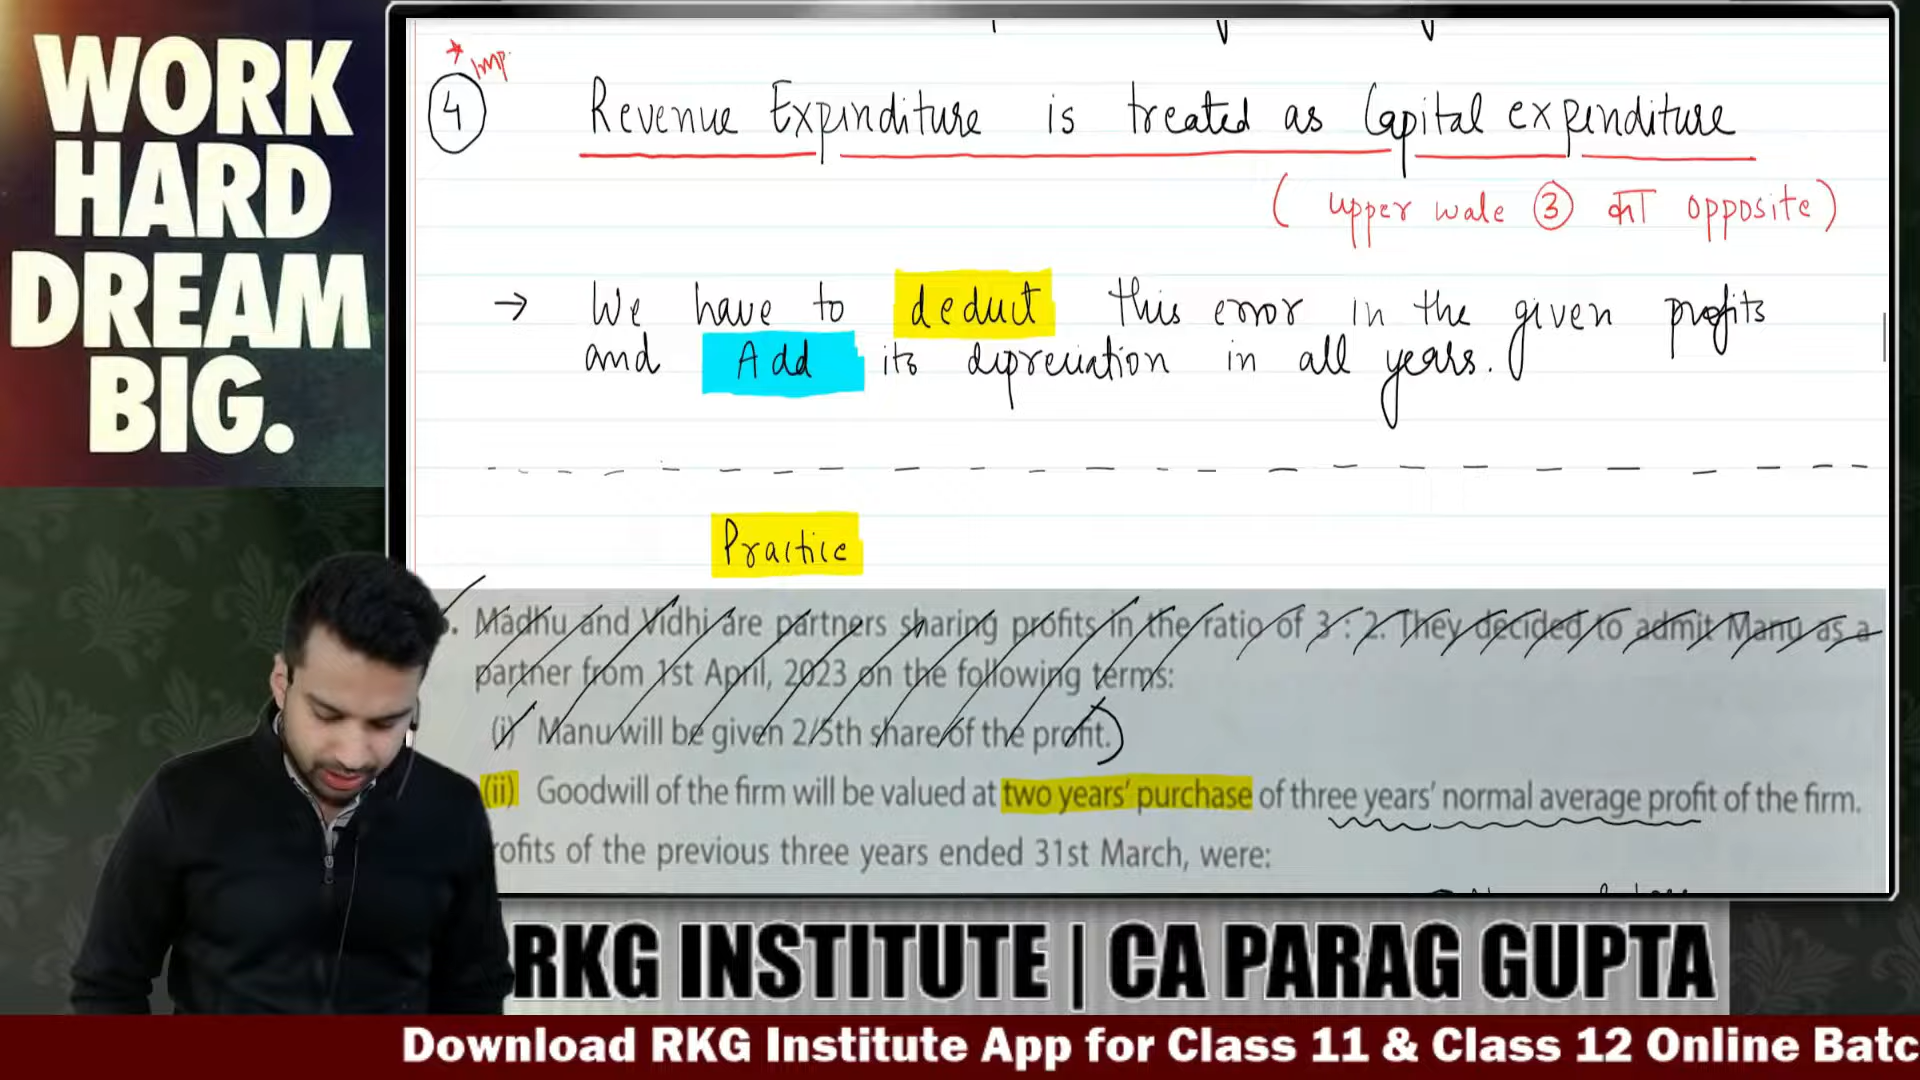 WORK
HARD
DREAM
BIG.
* Imp
4 Revenue Expenditure is treated as Capital expenditure
( upper wale 3 का opposite )
→ We have to deduct this error in the given profits
and Add its depreciation in all years.
Practice
Madhu and Vidhi are partners sharing profits in the ratio of 3 : 2. They decided to admit Manu as a
partner from 1st April, 2023 on the following terms:
(i) Manu will be given 2/5th share of the profit.)
(ii) Goodwill of the firm will be valued at two years' purchase of three years' normal average profit of the firm.
rofits of the previous three years ended 31st March, were:
RKG INSTITUTE | CA PARAG GUPTA
Download RKG Institute App for Class 11 & Class 12 Online Batc